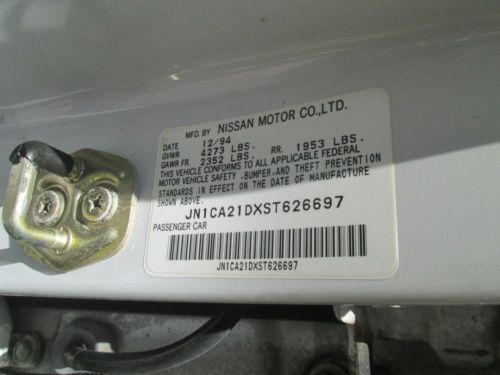 MFD. BY NISSAN MOTOR CO.,LTD.
DATE 12/94
GVWR 4273 LBS.
GAWR FR. 2352 LBS. RR. 1953 LBS.
THIS VEHICLE CONFORMS TO ALL APPLICABLE FEDERAL
MOTOR VEHICLE SAFETY , BUMPER, AND THEFT PREVENTION
STANDARDS IN EFFECT ON THE DATE OF MANUFACTURE
SHOWN ABOVE.
JN1CA21DXST626697
PASSENGER CAR
JN1CA21DXST626697